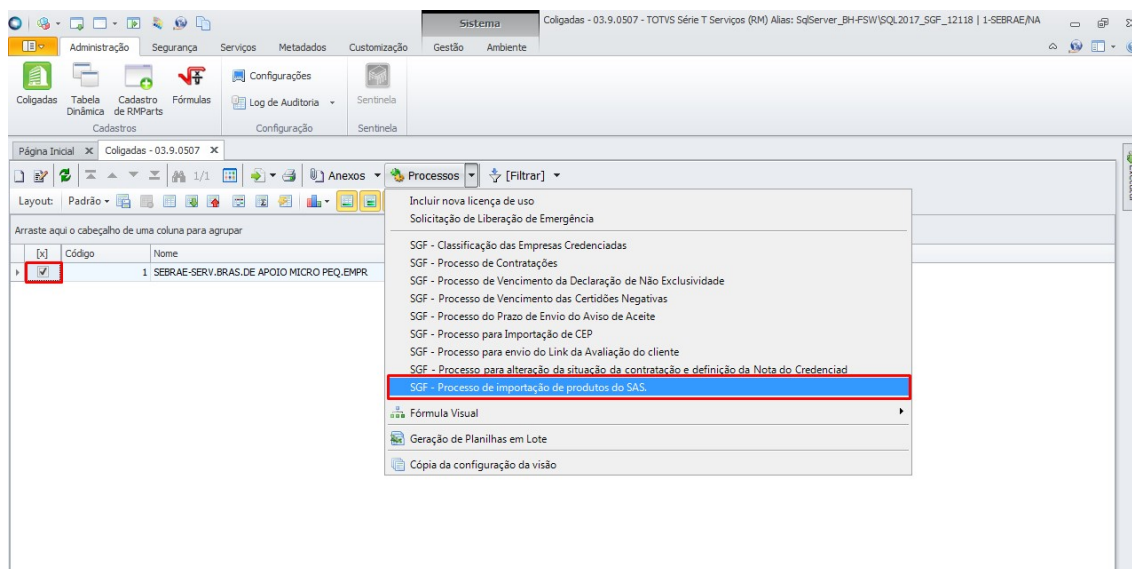 Sistema
Coligadas - 03.9.0507 - TOTVS Série T Serviços (RM) Alias: SqlServer_BH-FSW\SQL2017_SGF_12118 | 1-SEBRAE/NA
Administração Segurança Serviços Metadados Customização Gestão Ambiente
Coligadas
Tabela Dinâmica
Cadastro de RMParts
Fórmulas
Configurações
Log de Auditoria
Sentinela
Cadastros Configuração Sentinela
Página Inicial X Coligadas - 03.9.0507 X
1/1 Anexos Processos [Filtrar]
Layout: Padrão
Arraste aqui o cabeçalho de uma coluna para agrupar
[x] Código Nome
1 SEBRAE-SERV.BRAS.DE APOIO MICRO PEQ.EMPR
Incluir nova licença de uso
Solicitação de Liberação de Emergência
SGF - Classificação das Empresas Credenciadas
SGF - Processo de Contratações
SGF - Processo de Vencimento da Declaração de Não Exclusividade
SGF - Processo de Vencimento das Certidões Negativas
SGF - Processo do Prazo de Envio do Aviso de Aceite
SGF - Processo para Importação de CEP
SGF - Processo para envio do Link da Avaliação do cliente
SGF - Processo para alteração da situação da contratação e definição da Nota do Credenciad
SGF - Processo de importação de produtos do SAS.
Fórmula Visual
Geração de Planilhas em Lote
Cópia da configuração da visão